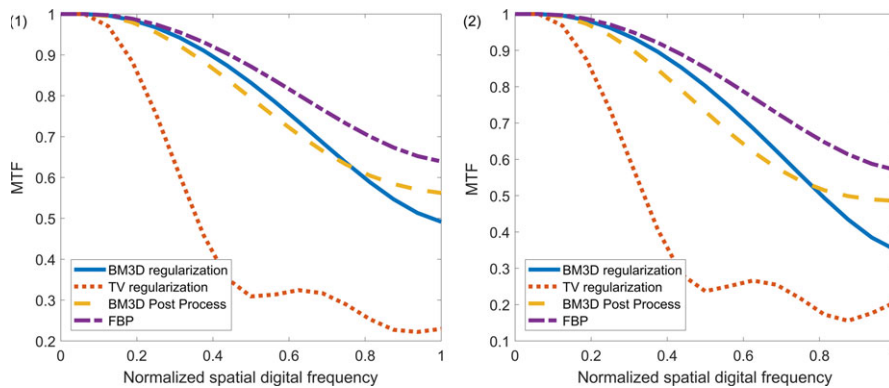 (1)
1
0.9
0.8
0.7
0.6
0.5
0.4
0.3
0.2
MTF
BM3D regularization
TV regularization
BM3D Post Process
FBP
0 0.2 0.4 0.6 0.8 1
Normalized spatial digital frequency
(2)
1
0.9
0.8
0.7
0.6
0.5
0.4
0.3
0.2
0.1
MTF
BM3D regularization
TV regularization
BM3D Post Process
FBP
0 0.2 0.4 0.6 0.8
Normalized spatial digital frequency